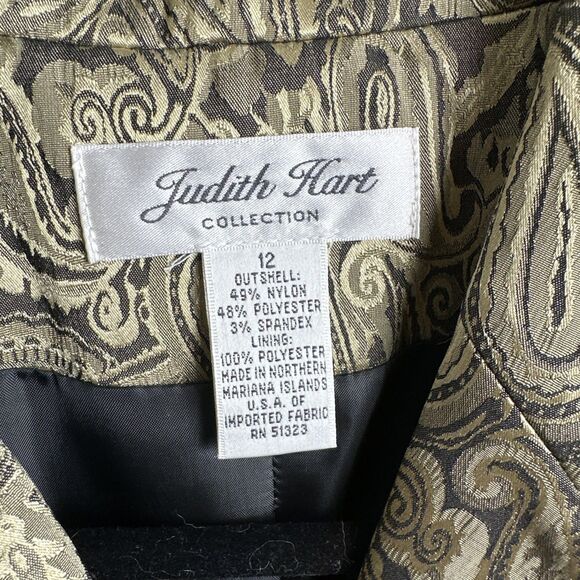 Judith Hart
COLLECTION
12
OUTSHELL:
49% NYLON
48% POLYESTER
3% SPANDEX
LINING:
100% POLYESTER
MADE IN NORTHERN
MARIANA ISLANDS
U.S.A. OF
IMPORTED FABRIC
RN 51323